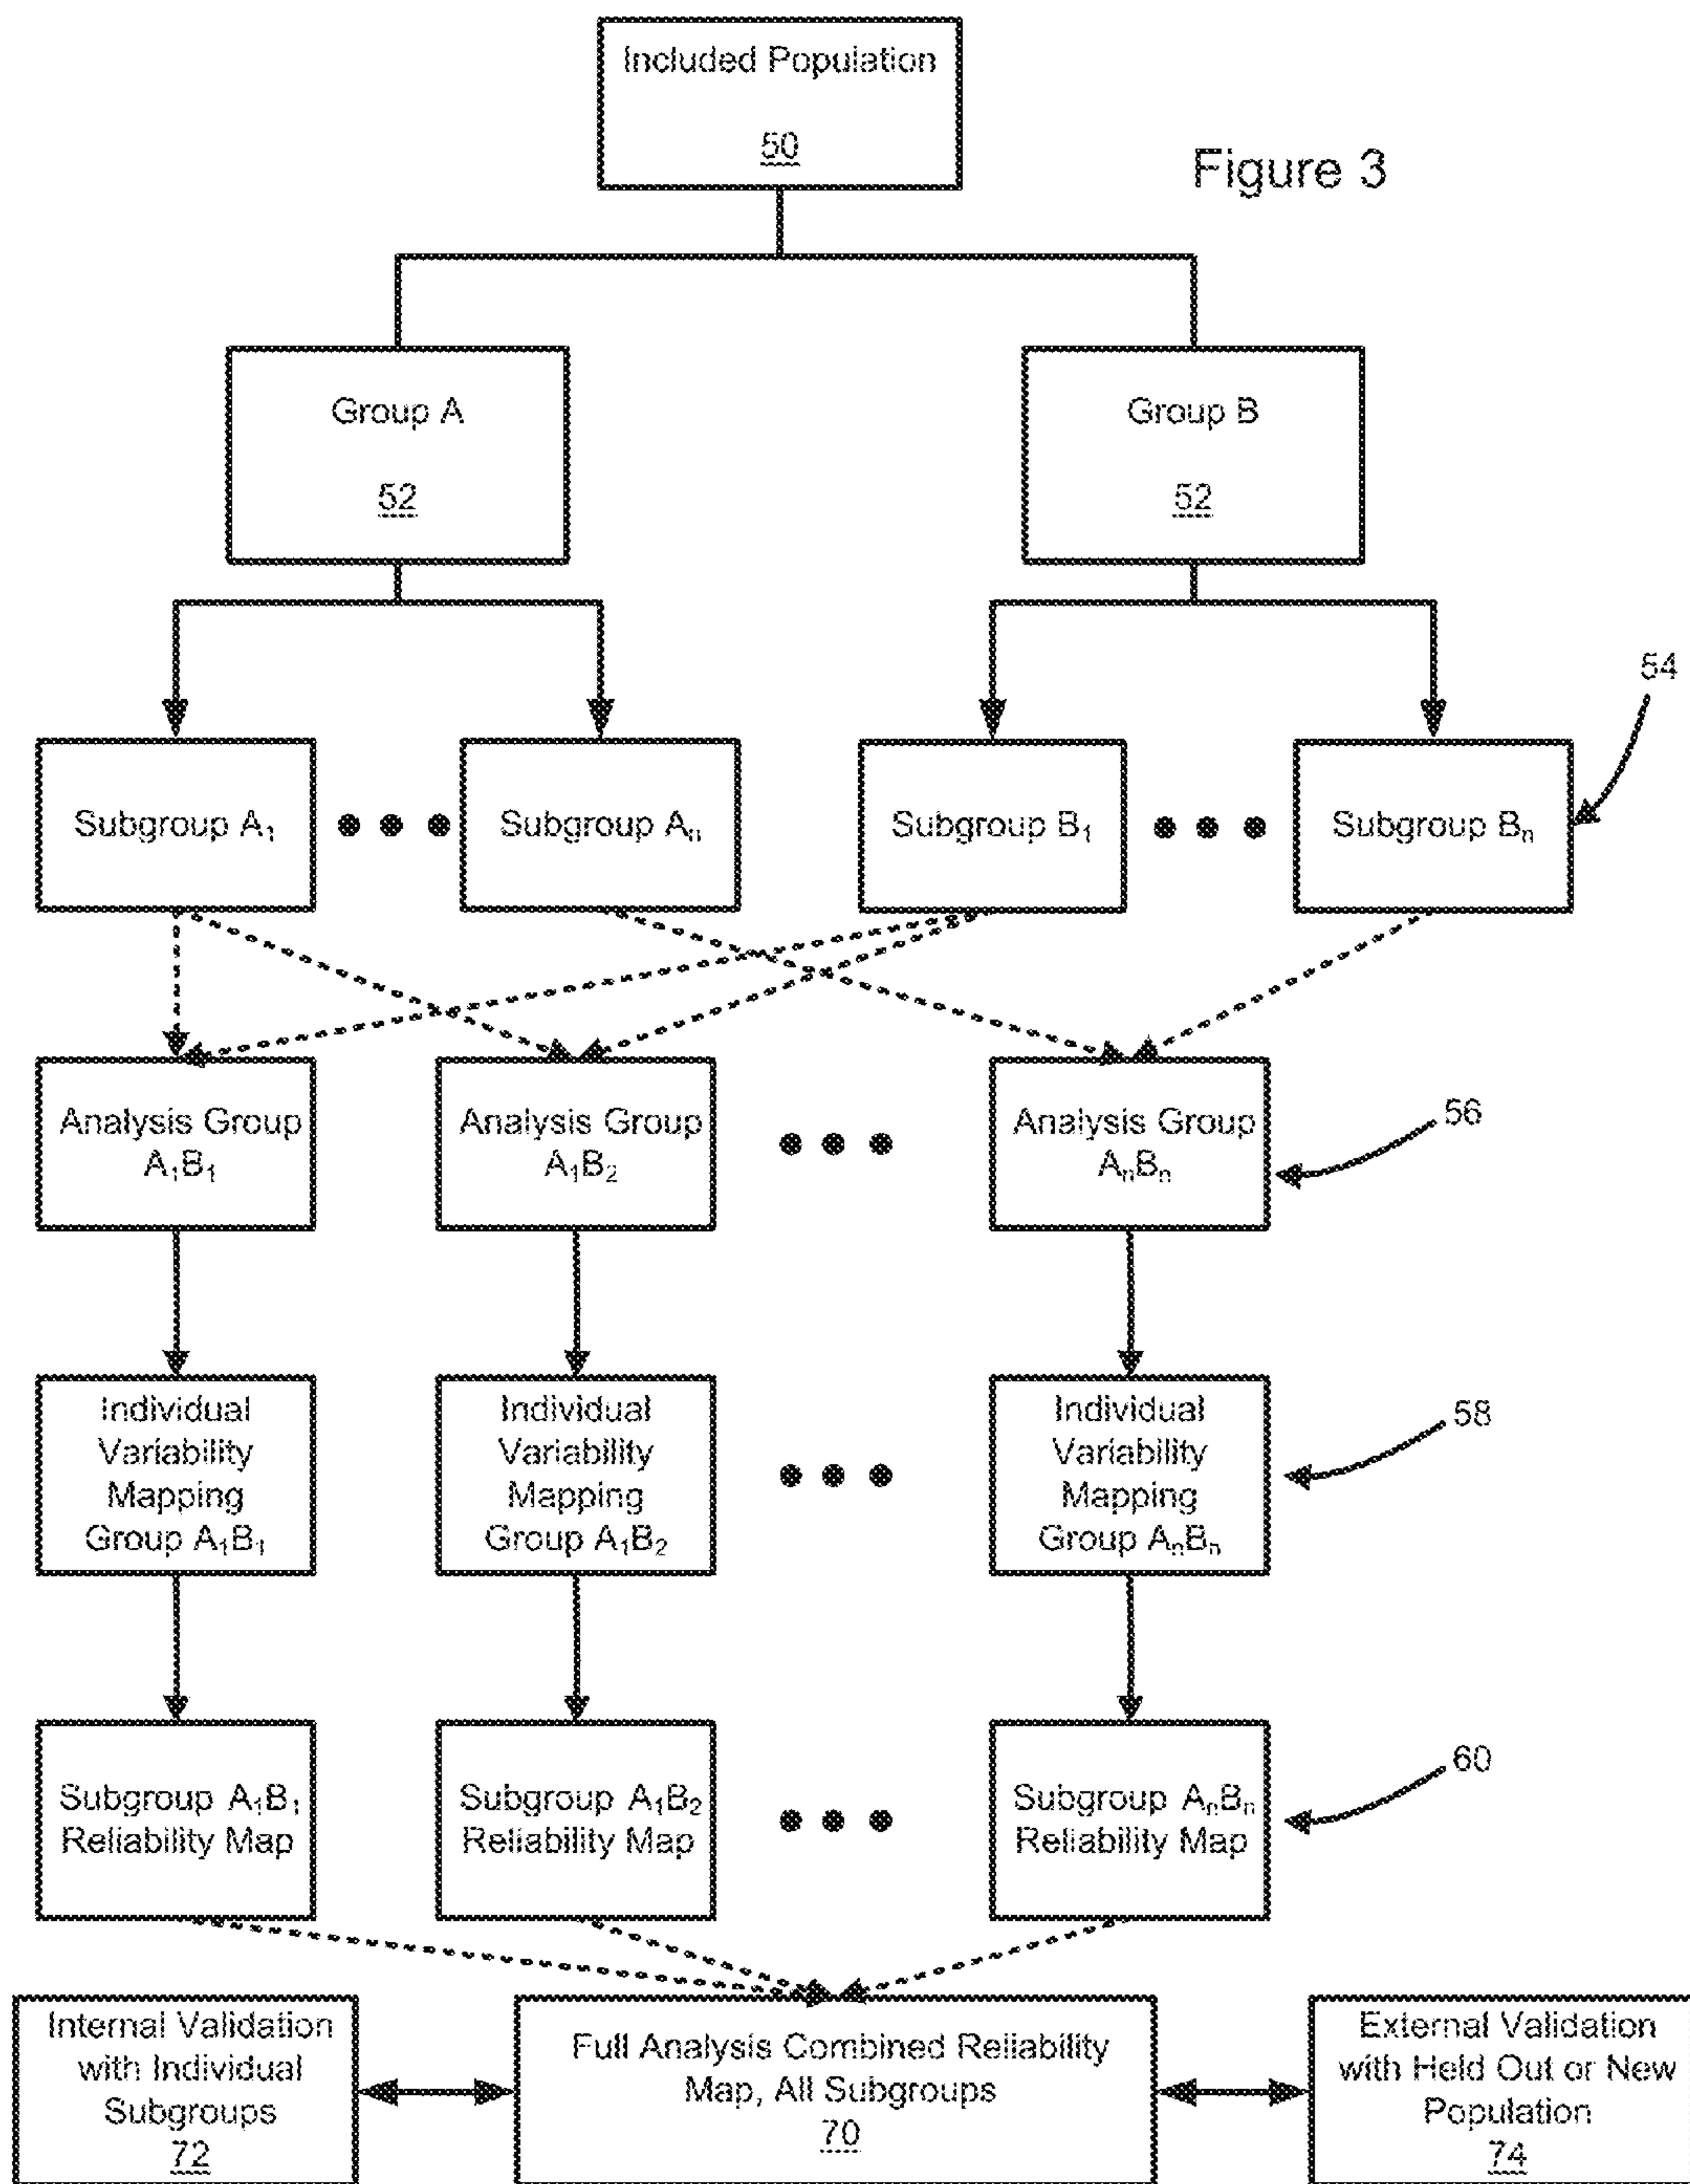 Included Population
50
Figure 3
Group A
52
Group B
52
54
Subgroup A₁
Subgroup Aₙ
Subgroup B₁
Subgroup Bₙ
Analysis Group
A₁B₁
Analysis Group
A₁B₂
Analysis Group
AₙBₙ
56
Individual
Variability
Mapping
Group A₁B₁
Individual
Variability
Mapping
Group A₁B₂
Individual
Variability
Mapping
Group AₙBₙ
58
Subgroup A₁B₁
Reliability Map
Subgroup A₁B₂
Reliability Map
Subgroup AₙBₙ
Reliability Map
60
Internal Validation
with Individual
Subgroups
72
Full Analysis Combined Reliability
Map, All Subgroups
70
External Validation
with Held Out or New
Population
74